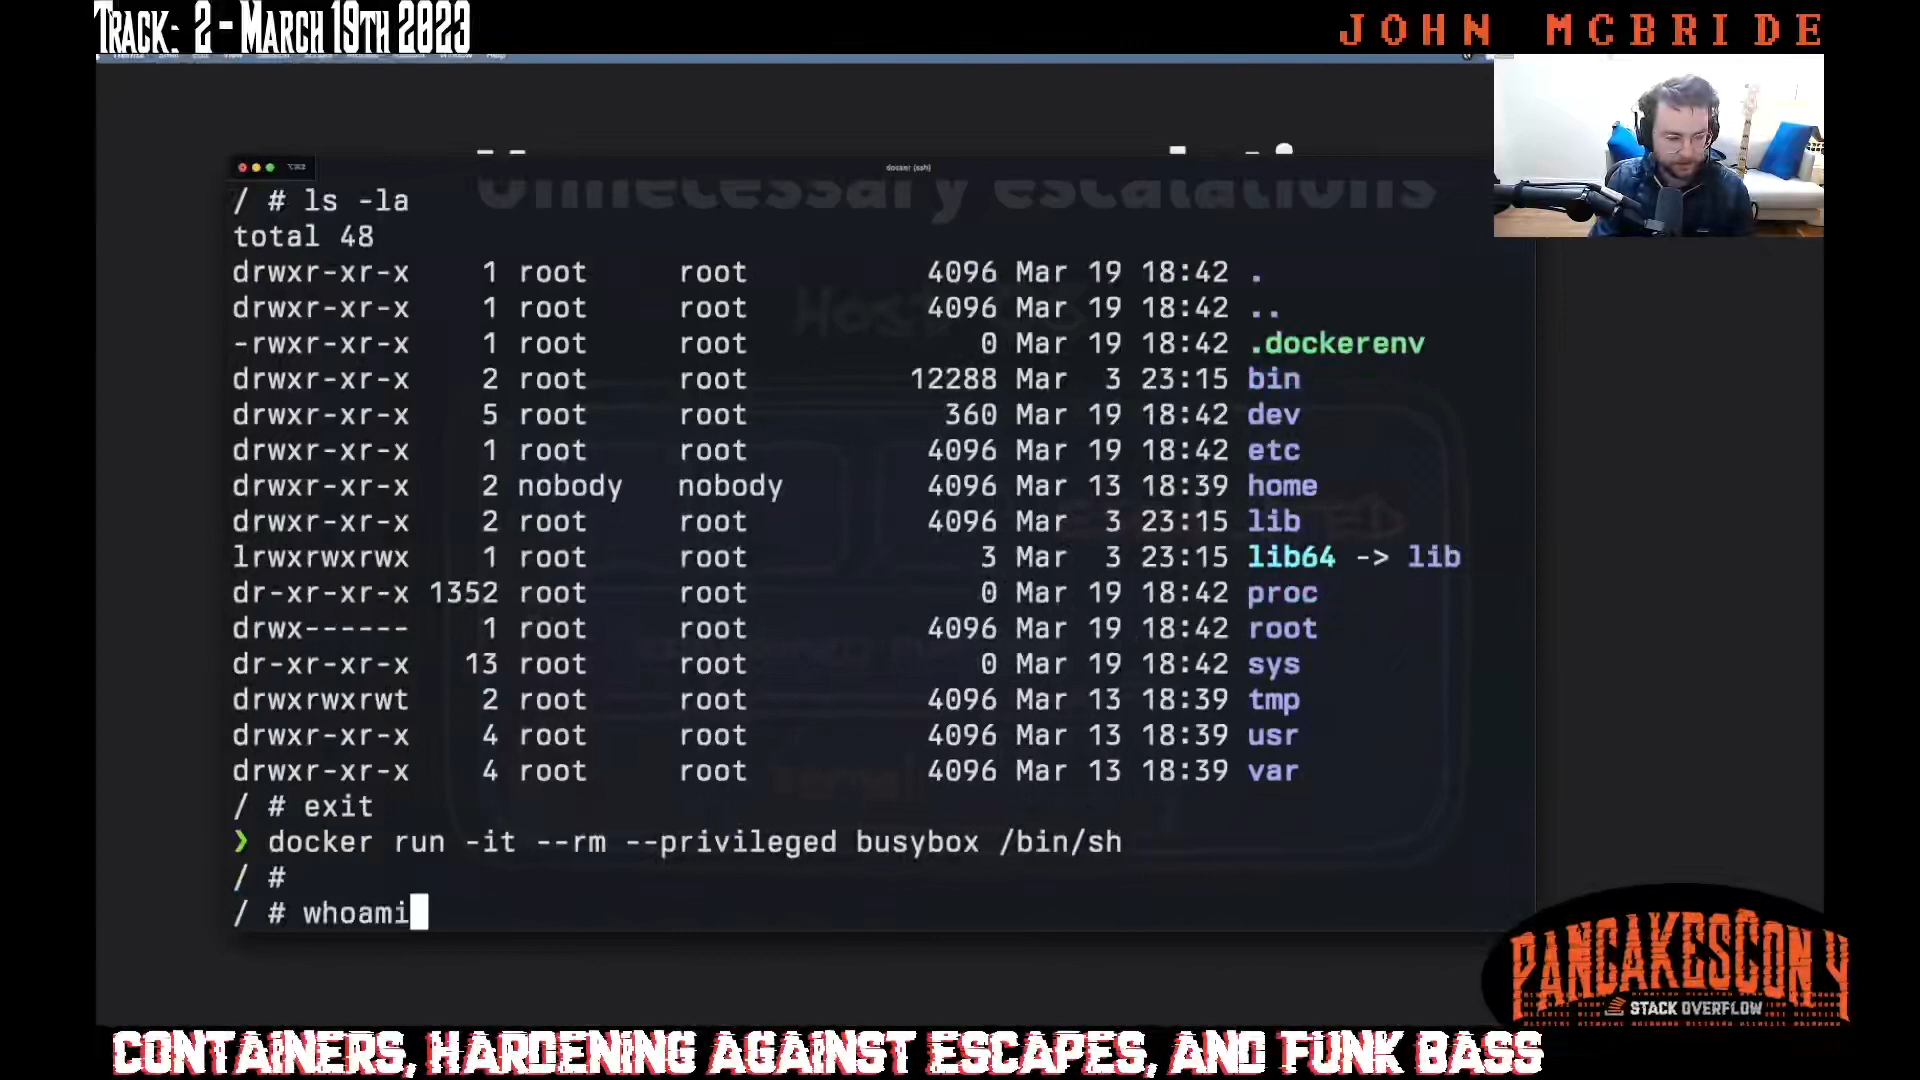 TRACK: 2 - MARCH 19TH 2023
JOHN MCBRIDE
Unnecessary escalations
docker (ssh)
/ # ls -la
total 48
drwxr-xr-x 1 root root 4096 Mar 19 18:42 .
drwxr-xr-x 1 root root 4096 Mar 19 18:42 ..
-rwxr-xr-x 1 root root 0 Mar 19 18:42 .dockerenv
drwxr-xr-x 2 root root 12288 Mar 3 23:15 bin
drwxr-xr-x 5 root root 360 Mar 19 18:42 dev
drwxr-xr-x 1 root root 4096 Mar 19 18:42 etc
drwxr-xr-x 2 nobody nobody 4096 Mar 13 18:39 home
drwxr-xr-x 2 root root 4096 Mar 3 23:15 lib
lrwxrwxrwx 1 root root 3 Mar 3 23:15 lib64 -> lib
dr-xr-xr-x 1352 root root 0 Mar 19 18:42 proc
drwx------ 1 root root 4096 Mar 19 18:42 root
dr-xr-xr-x 13 root root 0 Mar 19 18:42 sys
drwxrwxrwt 2 root root 4096 Mar 13 18:39 tmp
drwxr-xr-x 4 root root 4096 Mar 13 18:39 usr
drwxr-xr-x 4 root root 4096 Mar 13 18:39 var
/ # exit
❯ docker run -it --rm --privileged busybox /bin/sh
/ #
/ # whoami
PANCAKESCON 4
STACK OVERFLOW
CONTAINERS, HARDENING AGAINST ESCAPES, AND FUNK BASS